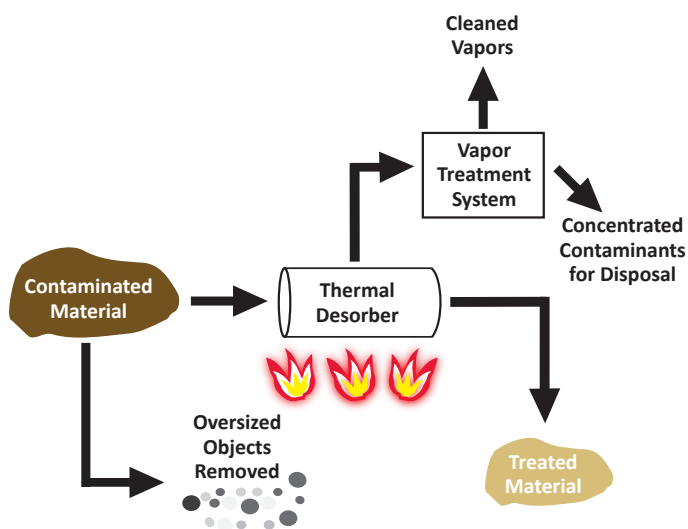 Cleaned
Vapors
Vapor
Treatment
System
Concentrated
Contaminants
for Disposal
Contaminated
Material
Thermal
Desorber
Oversized
Objects
Removed
Treated
Material